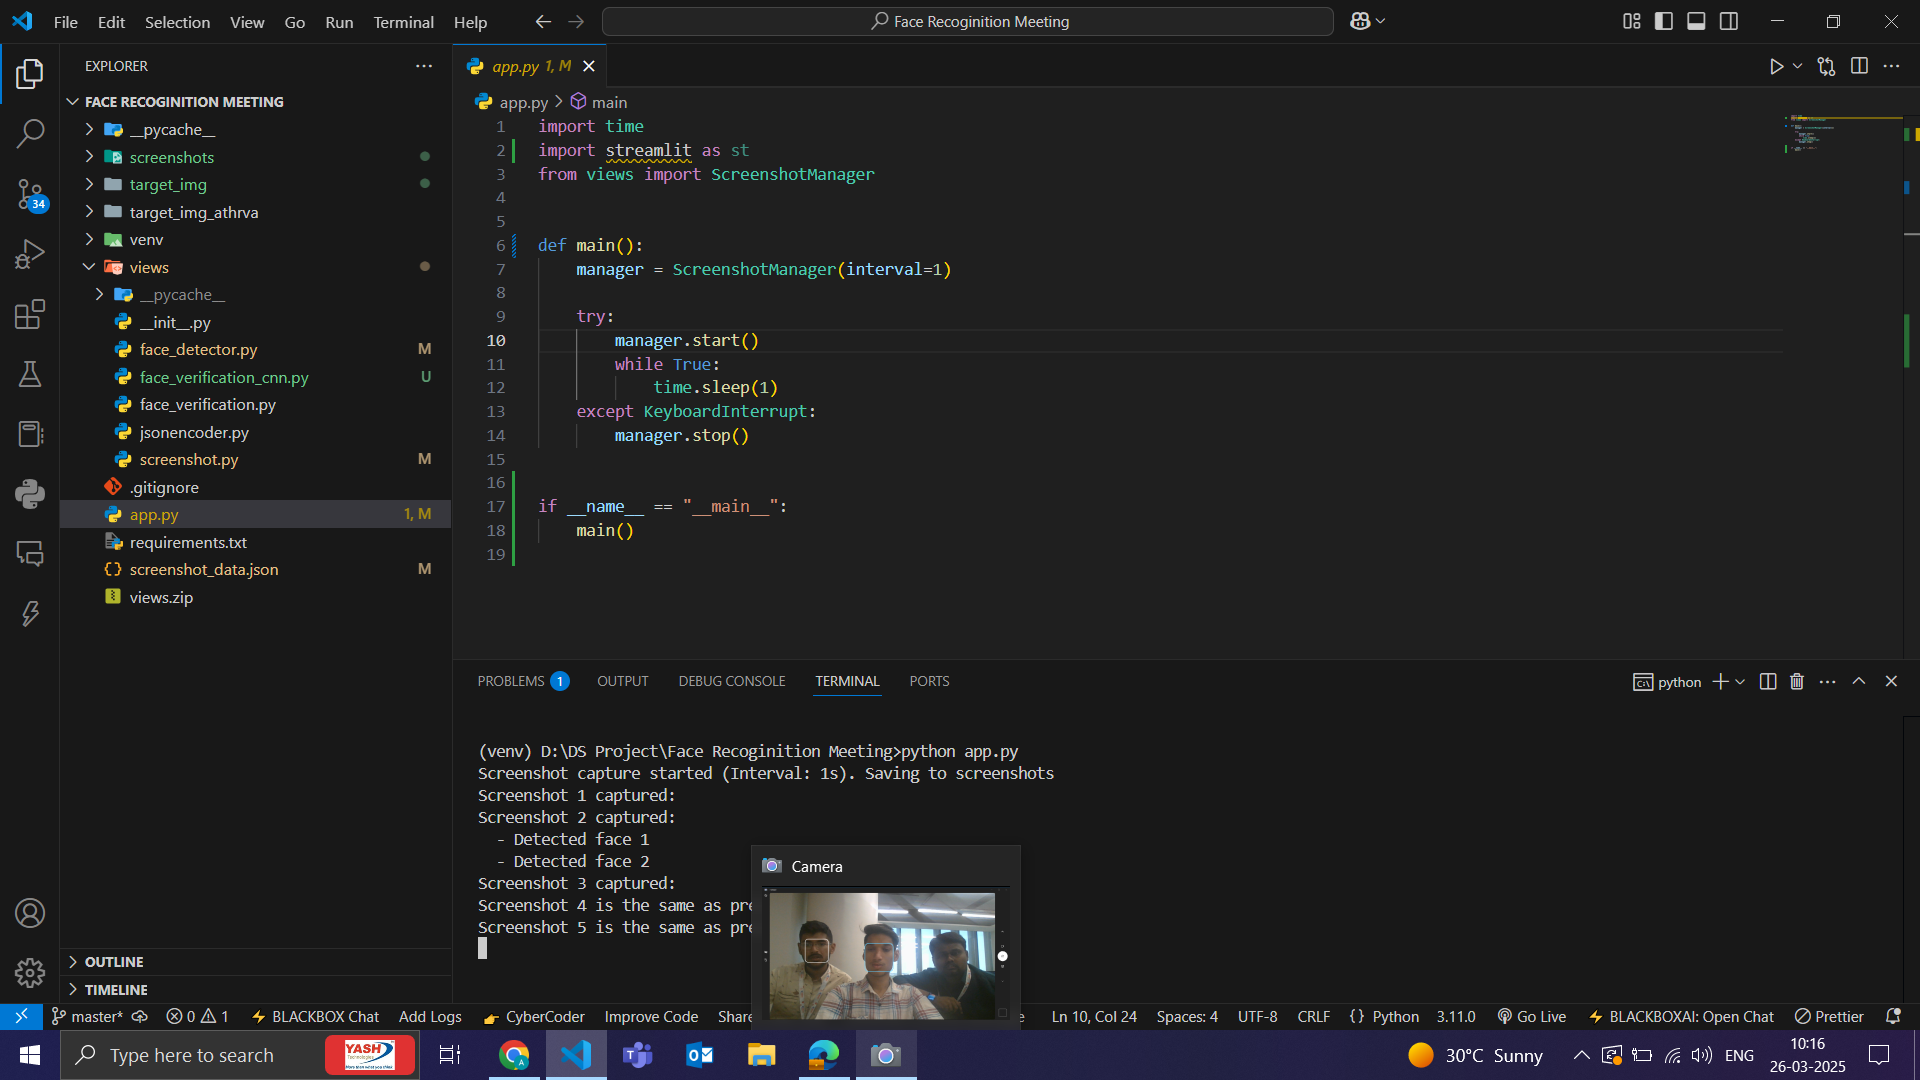 File Edit Selection View Go Run Terminal Help
Face Recoginition Meeting
EXPLORER
FACE RECOGINITION MEETING
__pycache__
screenshots
target_img
target_img_athrva
venv
views
__pycache__
__init__.py
face_detector.py M
face_verification_cnn.py U
face_verification.py
jsonencoder.py
screenshot.py M
.gitignore
app.py 1, M
requirements.txt
screenshot_data.json M
views.zip
OUTLINE
TIMELINE
34
app.py 1, M
app.py > main
1 import time
2 import streamlit as st
3 from views import ScreenshotManager
4
5
6 def main():
7 manager = ScreenshotManager(interval=1)
8
9 try:
10 manager.start()
11 while True:
12 time.sleep(1)
13 except KeyboardInterrupt:
14 manager.stop()
15
16
17 if __name__ == "__main__":
18 main()
19
PROBLEMS 1 OUTPUT DEBUG CONSOLE TERMINAL PORTS
python
(venv) D:\DS Project\Face Recoginition Meeting>python app.py
Screenshot capture started (Interval: 1s). Saving to screenshots
Screenshot 1 captured:
Screenshot 2 captured:
- Detected face 1
- Detected face 2
Screenshot 3 captured:
Screenshot 4 is the same as pre
Screenshot 5 is the same as pre
Camera
master* 0 1 BLACKBOX Chat Add Logs CyberCoder Improve Code Share Ln 10, Col 24 Spaces: 4 UTF-8 CRLF {} Python 3.11.0 Go Live BLACKBOXAI: Open Chat Prettier
Type here to search
YASH
30°C Sunny
ENG
10:16
26-03-2025